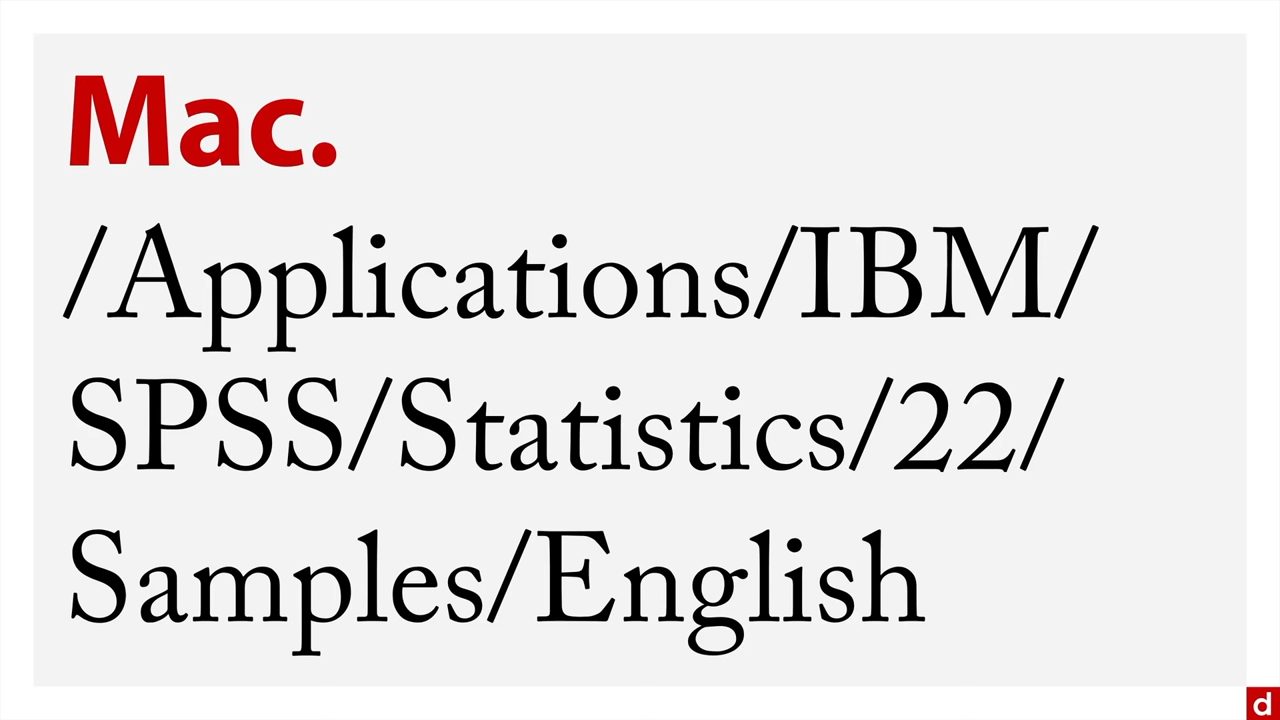 Mac.
/Applications/IBM/
SPSS/Statistics/22/
Samples/English
d